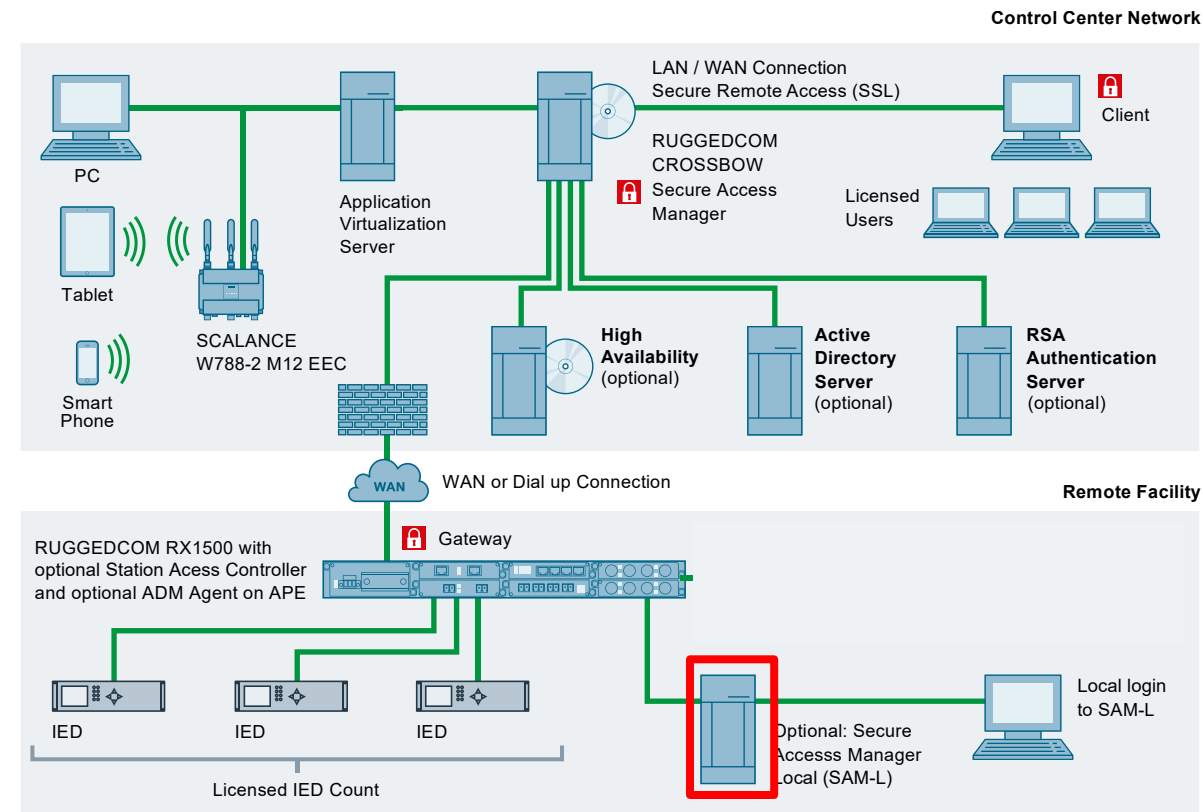 Control Center Network
LAN / WAN Connection
Secure Remote Access (SSL)
Client
PC
RUGGEDCOM
CROSSBOW
Secure Access
Manager
Application
Virtualization
Server
Licensed
Users
Tablet
SCALANCE
W788-2 M12 EEC
High
Availability
(optional)
Active
Directory
Server
(optional)
RSA
Authentication
Server
(optional)
Smart
Phone
WAN
WAN or Dial up Connection
Remote Facility
Gateway
RUGGEDCOM RX1500 with
optional Station Acess Controller
and optional ADM Agent on APE
IED
IED
IED
Licensed IED Count
Optional: Secure
Accesss Manager
Local (SAM-L)
Local login
to SAM-L